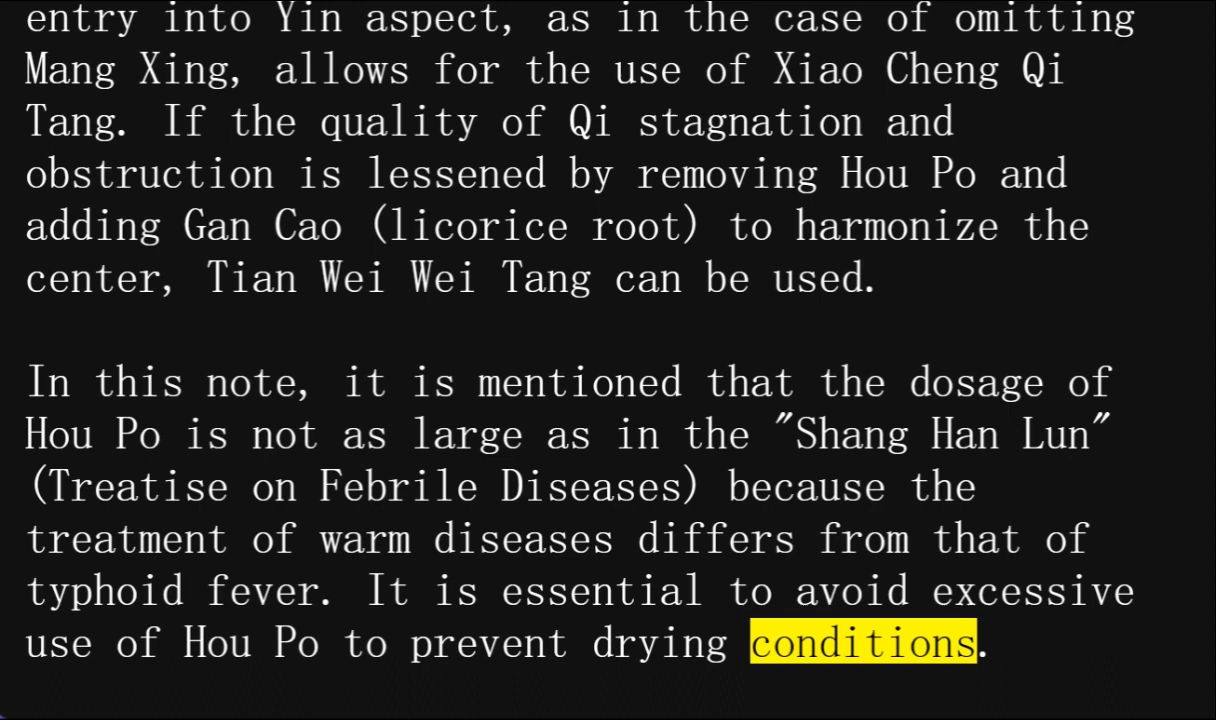 entry into Yin aspect, as in the case of omitting
Mang Xing, allows for the use of Xiao Cheng Qi
Tang. If the quality of Qi stagnation and
obstruction is lessened by removing Hou Po and
adding Gan Cao (licorice root) to harmonize the
center, Tian Wei Wei Tang can be used.
In this note, it is mentioned that the dosage of
Hou Po is not as large as in the "Shang Han Lun"
(Treatise on Febrile Diseases) because the
treatment of warm diseases differs from that of
typhoid fever. It is essential to avoid excessive
use of Hou Po to prevent drying conditions.